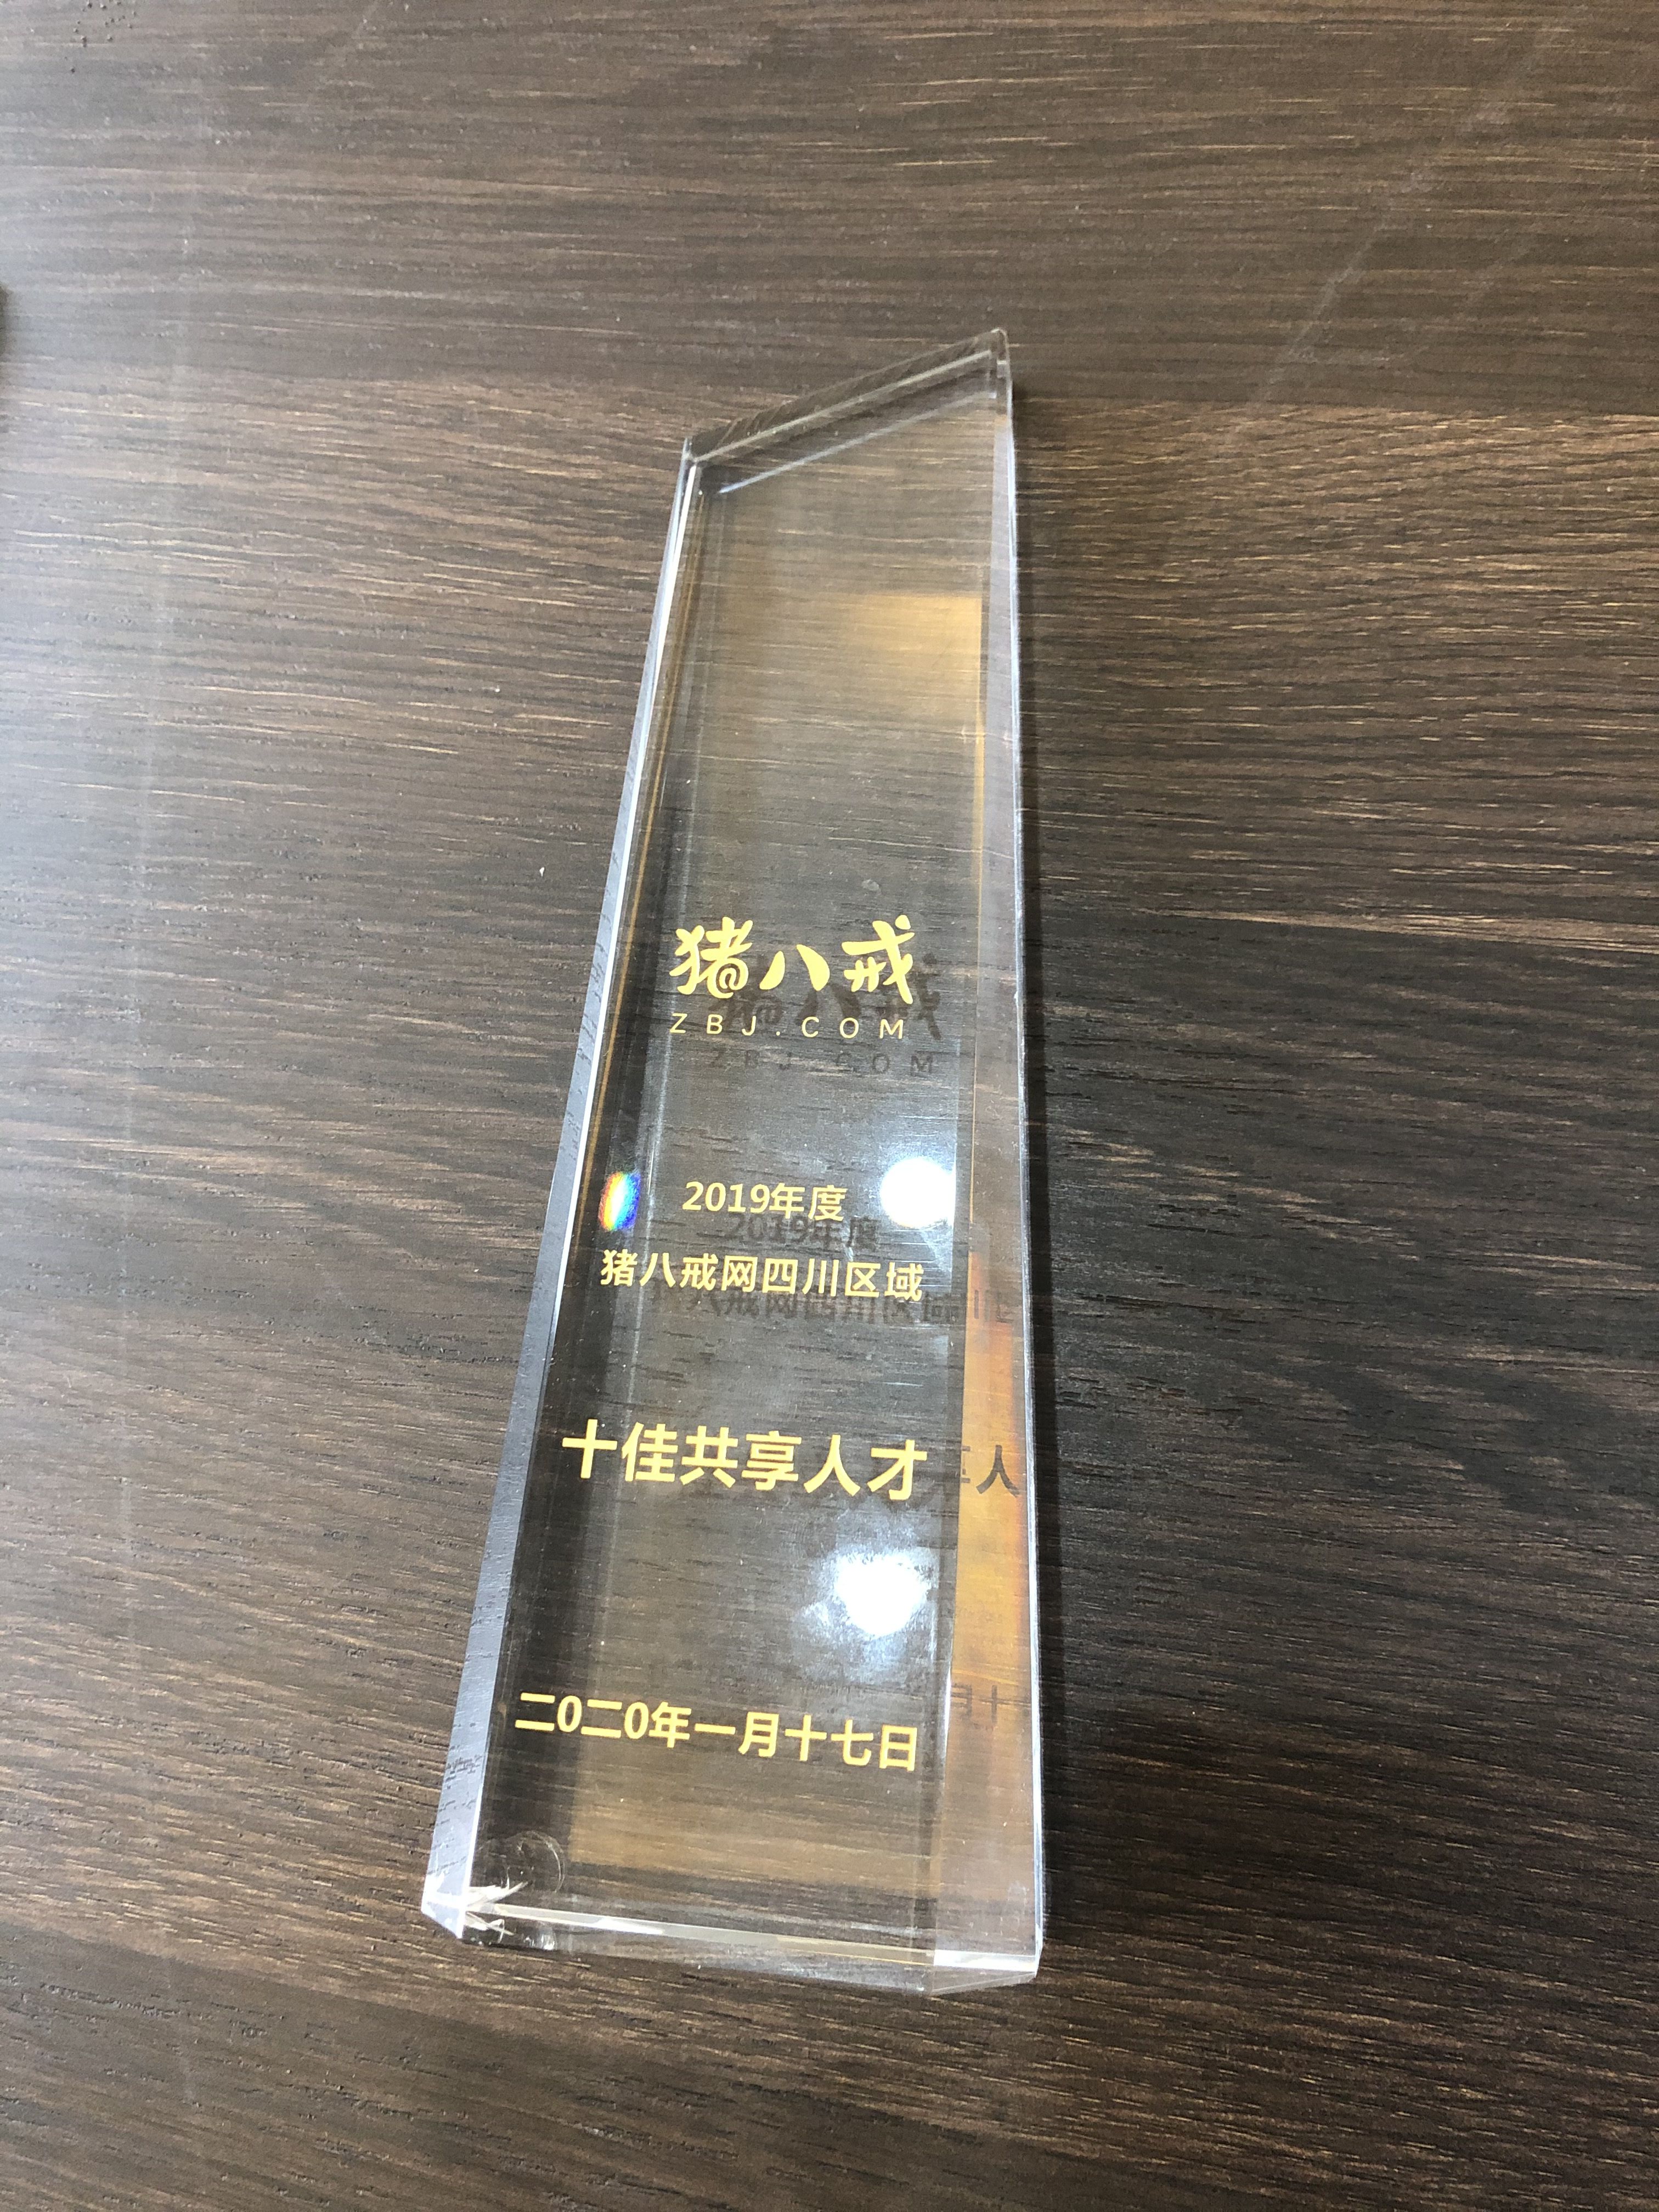 猪八戒
ZBJ.COM
2019年度
猪八戒网四川区域
十佳共享人才
二0二0年一月十七日